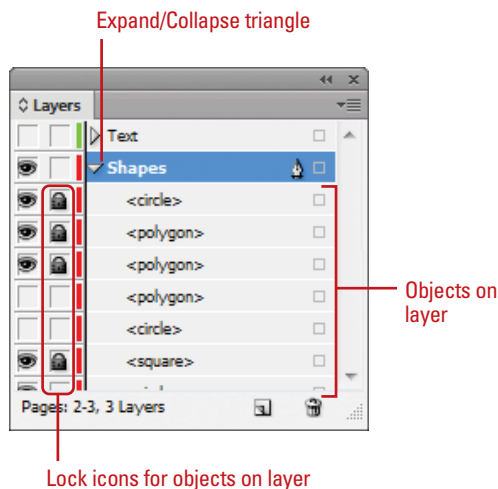 Expand/Collapse triangle
Layers
Text
Shapes
<circle>
<polygon>
<polygon>
<polygon>
<circle>
<square>
Objects on
layer
Pages: 2-3, 3 Layers
Lock icons for objects on layer